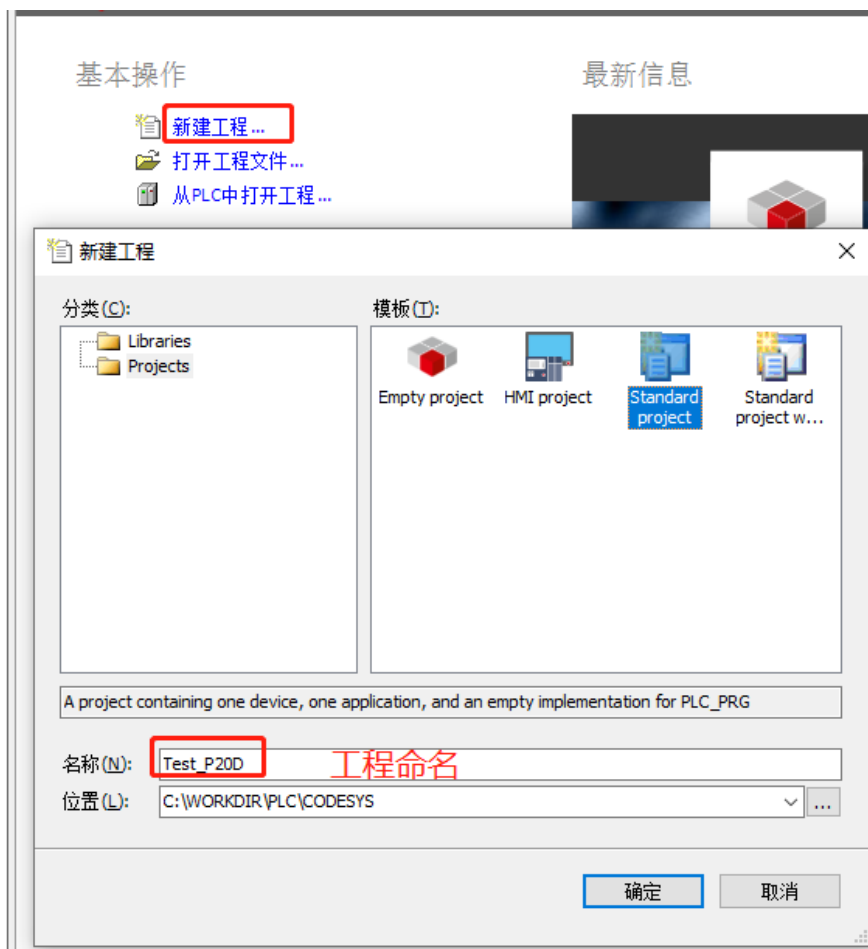 基本操作
最新信息
新建工程...
打开工程文件...
从PLC中打开工程...
新建工程
分类(C):
模板(T):
Libraries
Projects
Empty project
HMI project
Standard
project
Standard
project w...
A project containing one device, one application, and an empty implementation for PLC_PRG
名称(N):
Test_P20D
工程命名
位置(L):
C:\WORKDIR\PLC\CODESYS
...
确定
取消